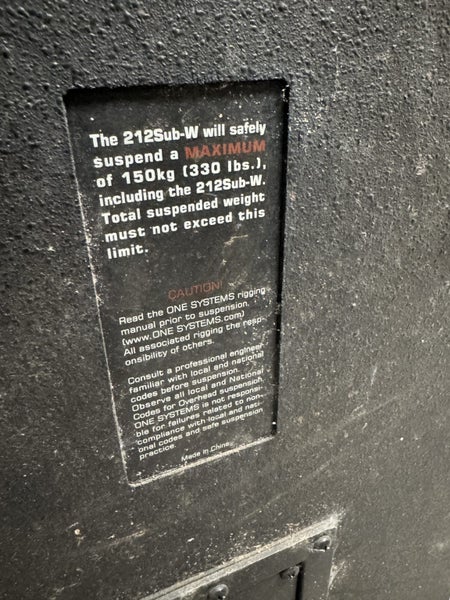 The 212Sub-W will safely
suspend a MAXIMUM
of 150kg (330 lbs.),
including the 212Sub-W.
Total suspended weight
must not exceed this
limit.
CAUTION!
Read the ONE SYSTEMS rigging
manual prior to suspension.
(www.ONE SYSTEMS.com)
All associated rigging the resp-
onsibility of others.
Consult a professional engineer
familiar with local and national
codes before suspension.
Observe all local and National
Codes for Overhead suspension.
ONE SYSTEMS is not responsi-
ble for failures related to non-
compliance with local and nati-
onal codes and safe suspension
practice.
Made in China